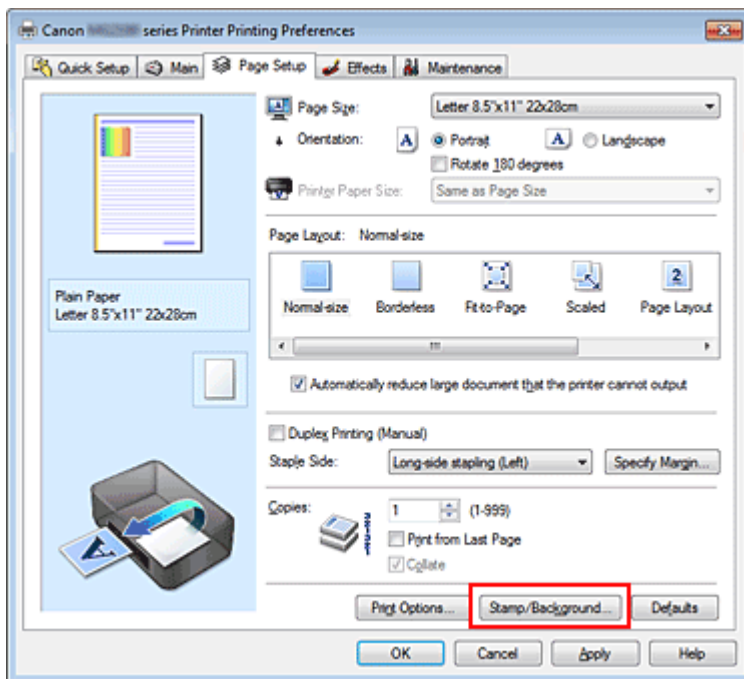 Canon series Printer Printing Preferences
Quick Setup Main Page Setup Effects Maintenance
Page Size: Letter 8.5"x11" 22x28cm
Orientation: A Portrait A Landscape
Rotate 180 degrees
Printer Paper Size: Same as Page Size
Page Layout: Normal-size
2
Normal-size Borderless Fit-to-Page Scaled Page Layout
Plain Paper
Letter 8.5"x11" 22x28cm
Automatically reduce large document that the printer cannot output
Duplex Printing (Manual)
Staple Side: Long-side stapling (Left) Specify Margin...
Copies: 1 (1-999)
Print from Last Page
Collate
A
Print Options... Stamp/Background... Defaults
OK Cancel Apply Help